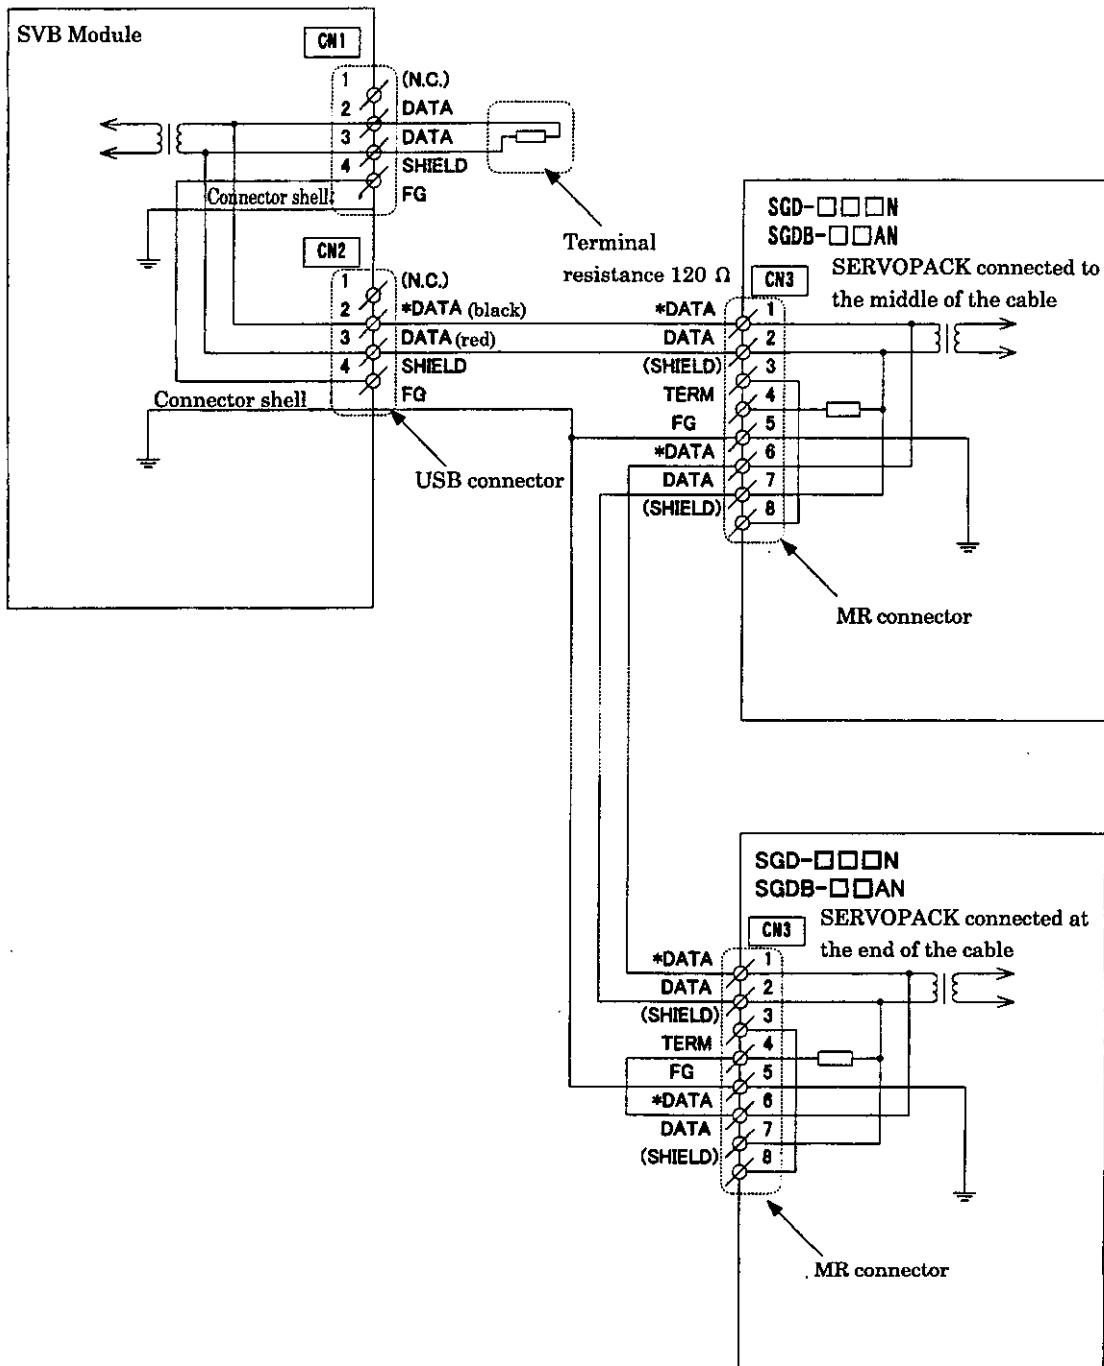 SVB Module
CN1
1 (N.C.)
2 DATA
3 DATA
4 SHIELD
Connector shell FG
Terminal
resistance 120 Ω
CN2
1 (N.C.)
2 *DATA (black)
3 DATA (red)
4 SHIELD
Connector shell FG
USB connector
SGD-□□□N
SGDB-□□AN
SERVOPACK connected to
the middle of the cable
CN3
*DATA 1
DATA 2
(SHIELD) 3
TERM 4
FG 5
*DATA 6
DATA 7
(SHIELD) 8
MR connector
SGD-□□□N
SGDB-□□AN
SERVOPACK connected at
the end of the cable
CN3
*DATA 1
DATA 2
(SHIELD) 3
TERM 4
FG 5
*DATA 6
DATA 7
(SHIELD) 8
MR connector